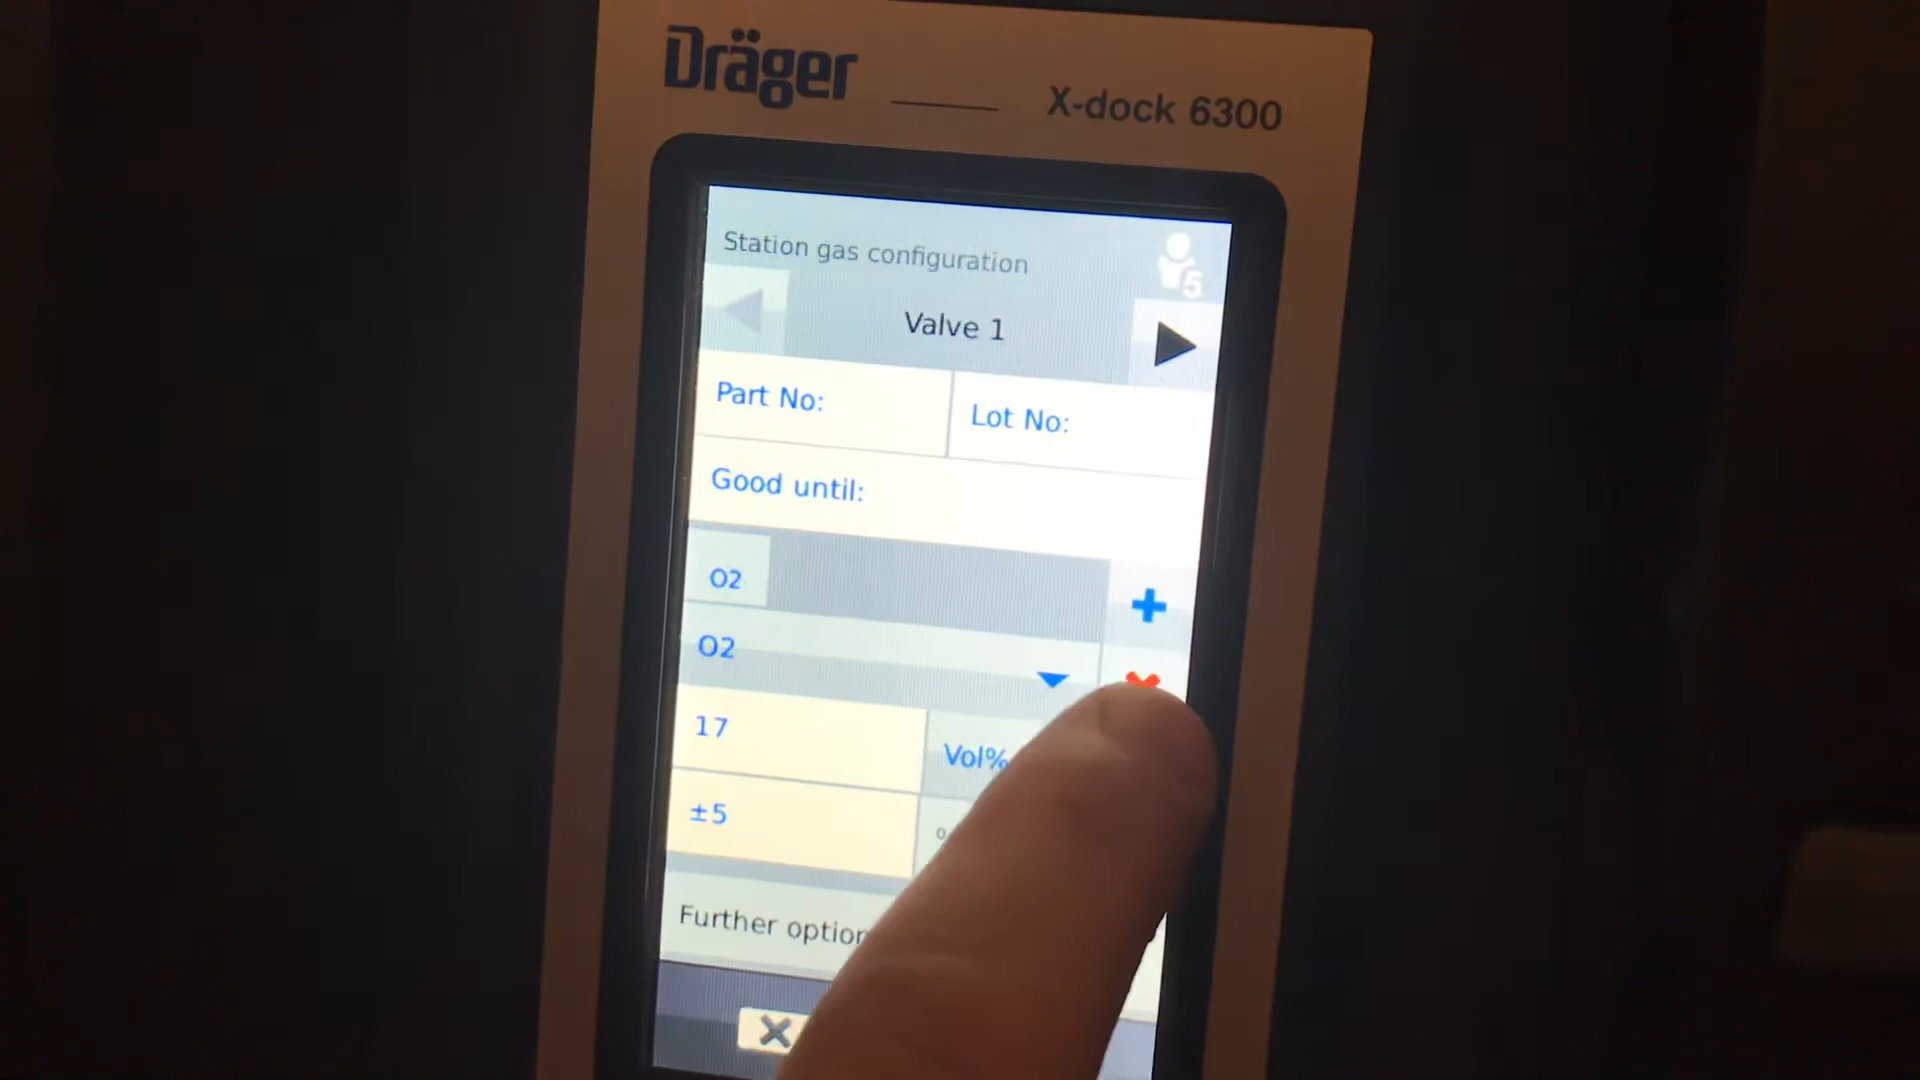 Dräger
X-dock 6300
Station gas configuration
5
Valve 1
Part No:
Lot No:
Good until:
O2
O2
17
Vol%
±5
Further